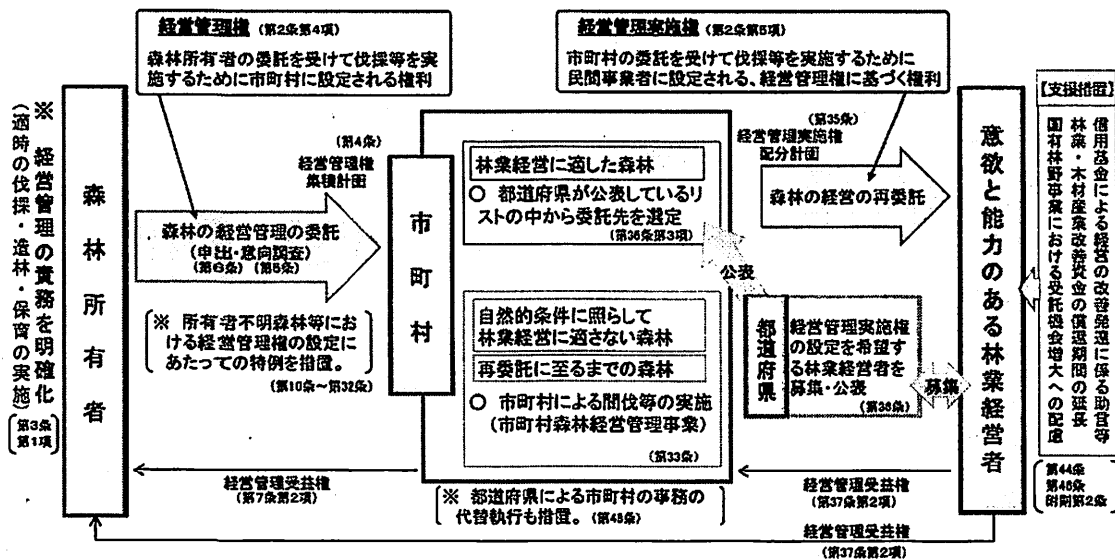 経営管理権 (第2条第4項)
森林所有者の委託を受けて伐採等を実
施するために市町村に設定される権利
経営管理実施権 (第2条第5項)
市町村の委託を受けて伐採等を実施するために
民間事業者に設定される、経営管理権に基づく権利
※ 経営管理の責務を明確化
(適時の伐採・造林・保育の実施)
第3条
第1項
森林所有者
(第4条)
経営管理権
集積計画
森林の経営管理の委託
(申出・意向調査)
(第6条) (第5条)
※ 所有者不明森林等にお
ける経営管理権の設定に
あたっての特例を措置。
(第10条~第32条)
市町村
林業経営に適した森林
○ 都道府県が公表しているリ
ストの中から委託先を選定
(第36条第3項)
自然的条件に照らして
林業経営に適さない森林
再委託に至るまでの森林
○ 市町村による間伐等の実施
(市町村森林経営管理事業)
(第33条)
※ 都道府県による市町村の事務の
代替執行も措置。 (第48条)
(第35条)
経営管理実施権
配分計画
森林の経営の再委託
公表
都道府県
経営管理実施権
の設定を希望す
る林業経営者を
募集・公表
(第36条)
募集
意欲と能力のある林業経営者
【支援措置】
信用基金による経営の改善発達に係る助言等
林業・木材産業改善資金の償還期間の延長
国有林野事業における受託機会増大への配慮
第44条
第46条
附則第2条
経営管理受益権
(第7条第2項)
経営管理受益権
(第37条第2項)
経営管理受益権
(第37条第2項)